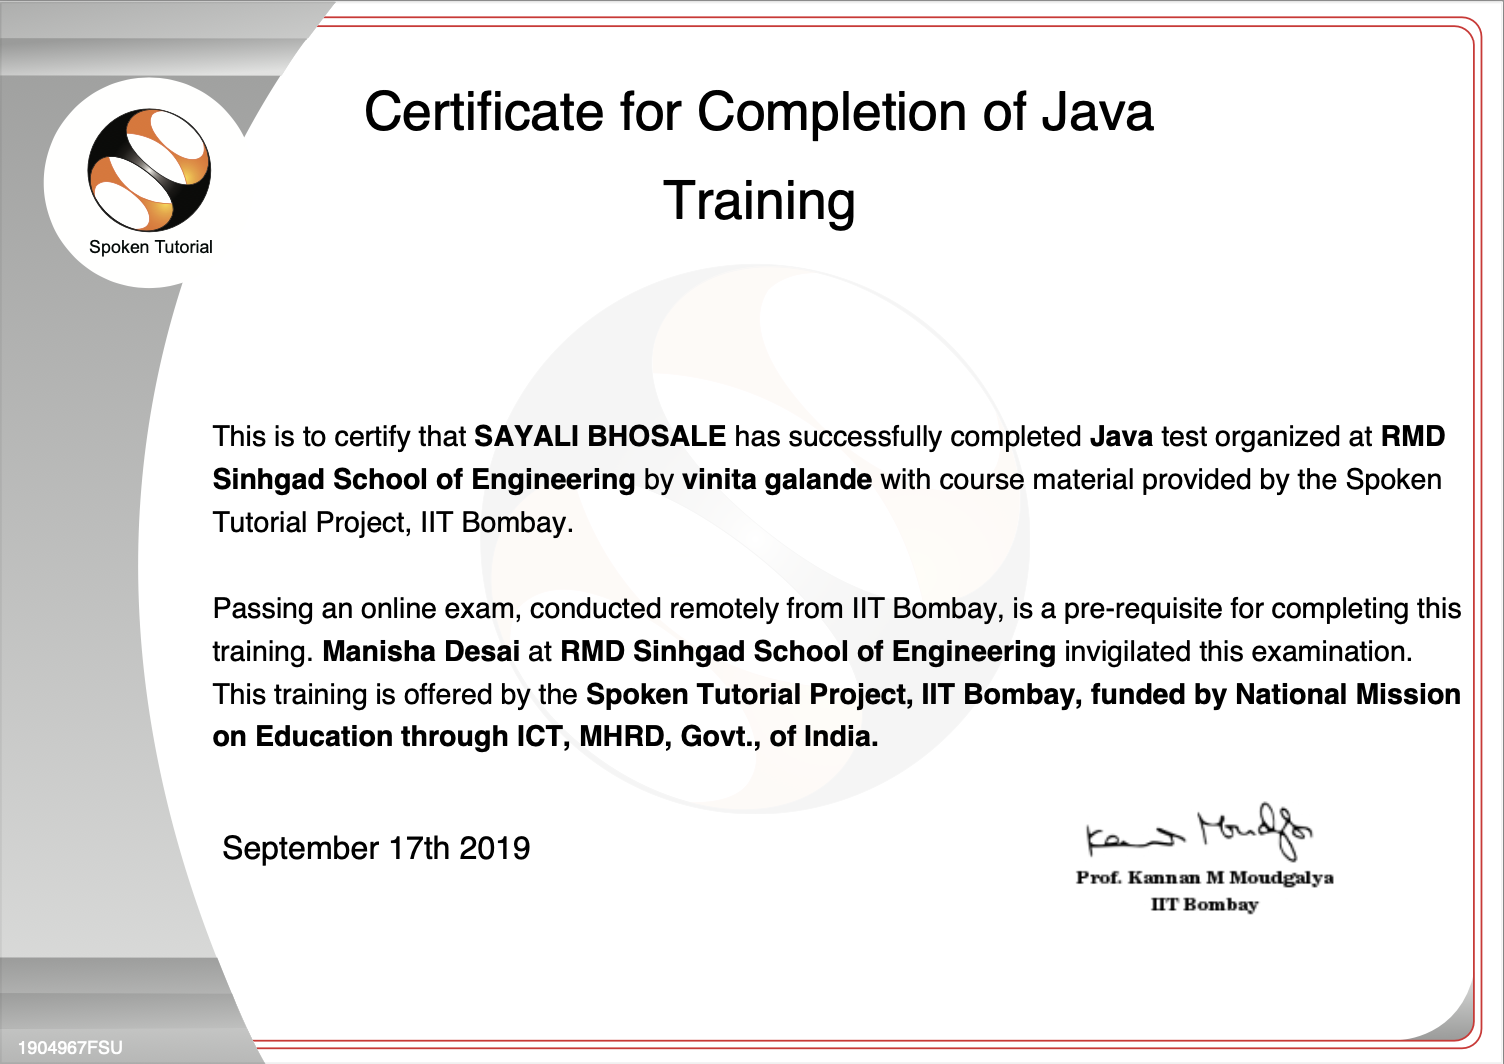 Certificate for Completion of Java
Training
Spoken Tutorial
This is to certify that SAYALI BHOSALE has successfully completed Java test organized at RMD
Sinhgad School of Engineering by vinita galande with course material provided by the Spoken
Tutorial Project, IIT Bombay.
Passing an online exam, conducted remotely from IIT Bombay, is a pre-requisite for completing this
training. Manisha Desai at RMD Sinhgad School of Engineering invigilated this examination.
This training is offered by the Spoken Tutorial Project, IIT Bombay, funded by National Mission
on Education through ICT, MHRD, Govt., of India.
September 17th 2019
Prof. Kannan M Moudgalya
IIT Bombay
1904967FSU